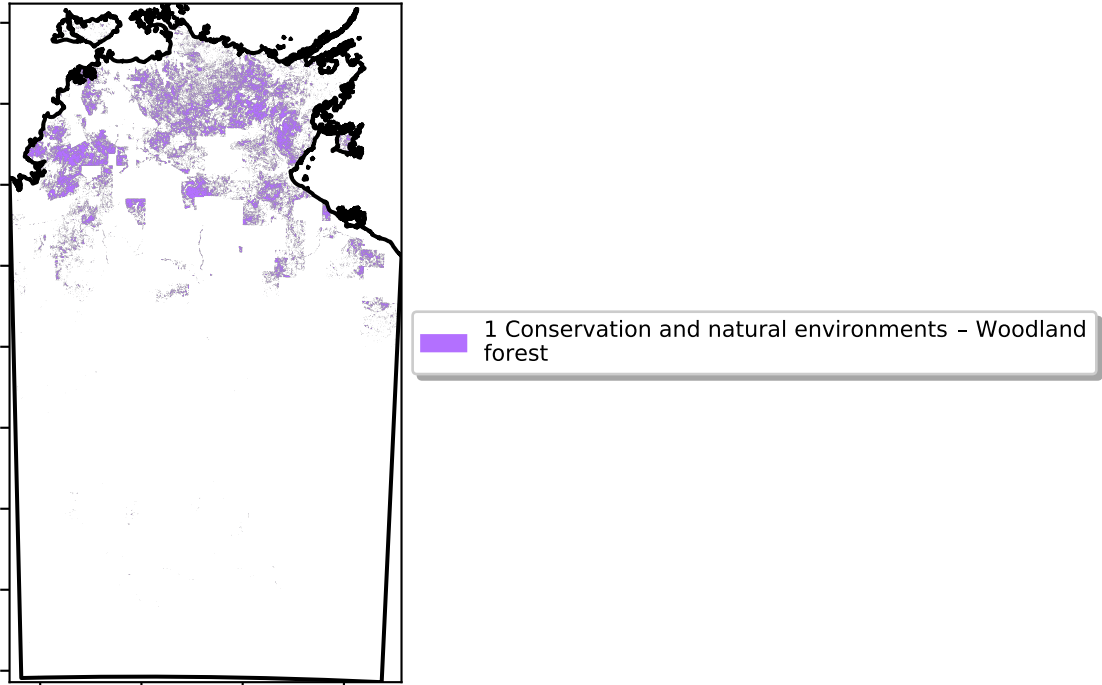 1 Conservation and natural environments – Woodland
forest